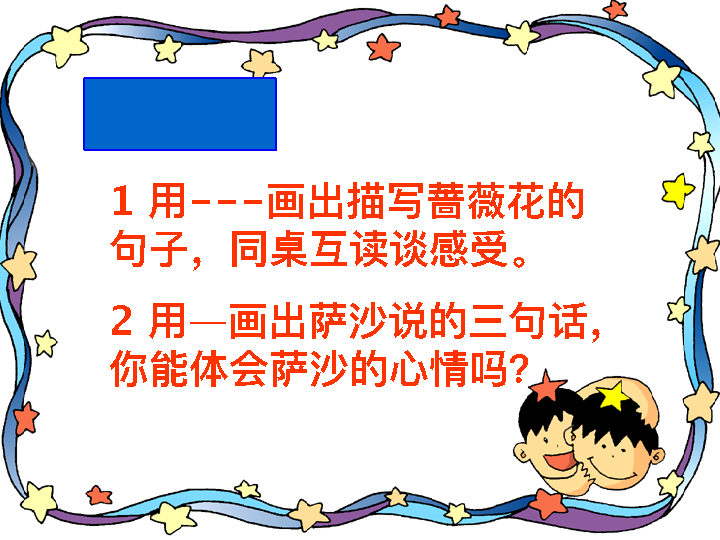 1 用---画出描写蔷薇花的
句子，同桌互读谈感受。
2 用—画出萨沙说的三句话，
你能体会萨沙的心情吗?